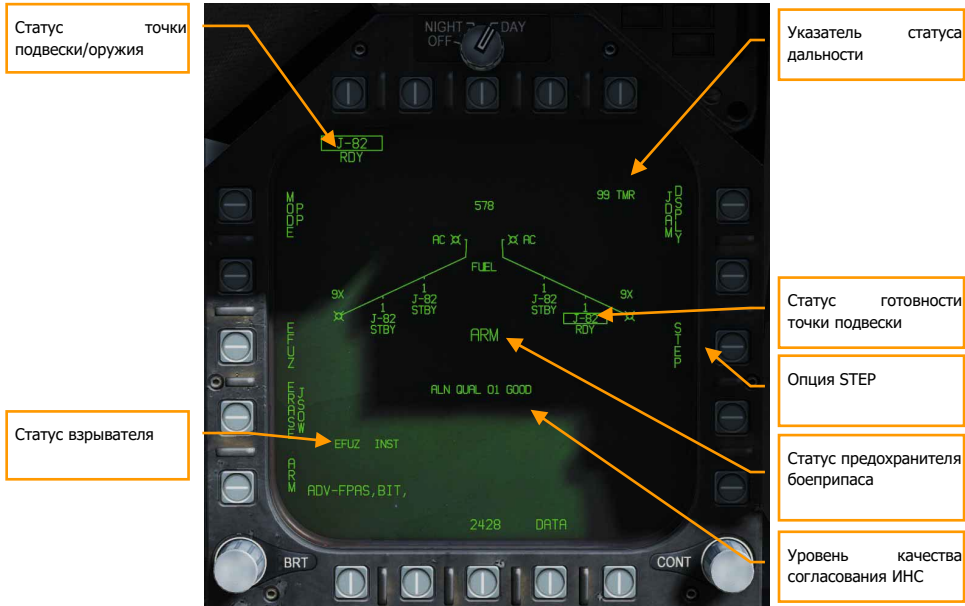 Статус точки
подвески/оружия
NIGHT DAY
OFF
Указатель статуса
дальности
J-82
RDY
99 TMR
MODE
PP
578
JDAM
DSPLY
AC AC
FUEL
9X 9X
1 1
J-82 J-82
STBY STBY
1 1
J-82 J-82
STBY RDY
Статус готовности
точки подвески
EFUZ
ARM
STEP
Опция STEP
ERASE
JSOW
ALN QUAL 01 GOOD
Статус взрывателя
EFUZ INST
ARM
ADV-FPAS,BIT,
Статус предохранителя
боеприпаса
2428 DATA
BRT
CONT
Уровень качества
согласования ИНС